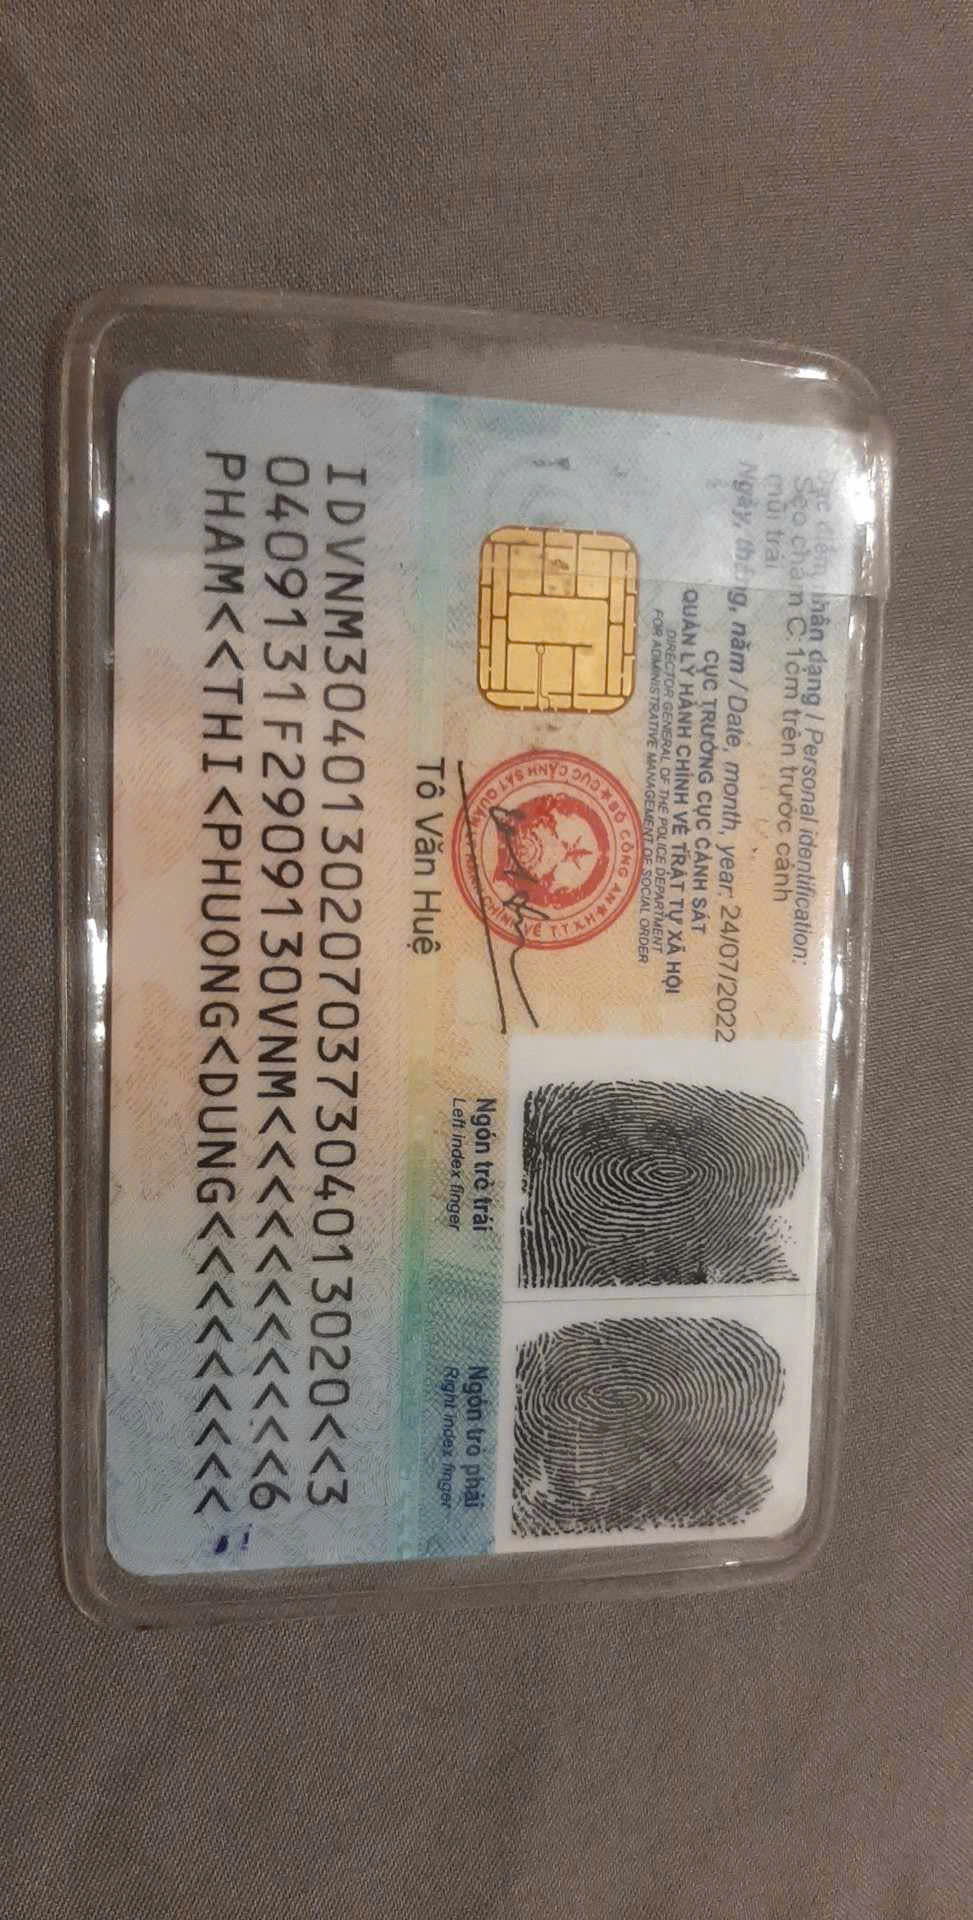 Đặc điểm nhân dạng / Personal identification:
Sẹo chấm C. 1cm trên trước cánh
mũi trái
Ngày, tháng, năm / Date, month, year: 24/07/2022
CỤC TRƯỞNG CỤC CẢNH SÁT
QUẢN LÝ HÀNH CHÍNH VỀ TRẬT TỰ XÃ HỘI
DIRECTOR GENERAL OF THE POLICE DEPARTMENT
FOR ADMINISTRATIVE MANAGEMENT OF SOCIAL ORDER
BỘ CÔNG AN
CỤC CẢNH SÁT QUẢN LÝ HÀNH CHÍNH VỀ T.T.X.H
Tô Văn Huệ
Ngón trỏ trái
Left index finger
Ngón trỏ phải
Right index finger
IDVNM3040130207037304013020<<3
0409131F2909130VNM<<<<<<<<<<<6
PHAM<<THI<PHUONG<DUNG<<<<<<<<<